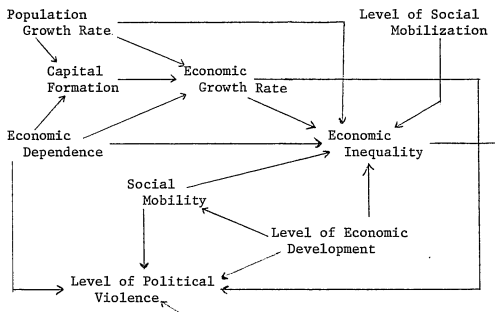 Population
Growth Rate
Level of Social
Mobilization
Capital
Formation
Economic
Growth Rate
Economic
Dependence
Economic
Inequality
Social
Mobility
Level of Economic
Development
Level of Political
Violence